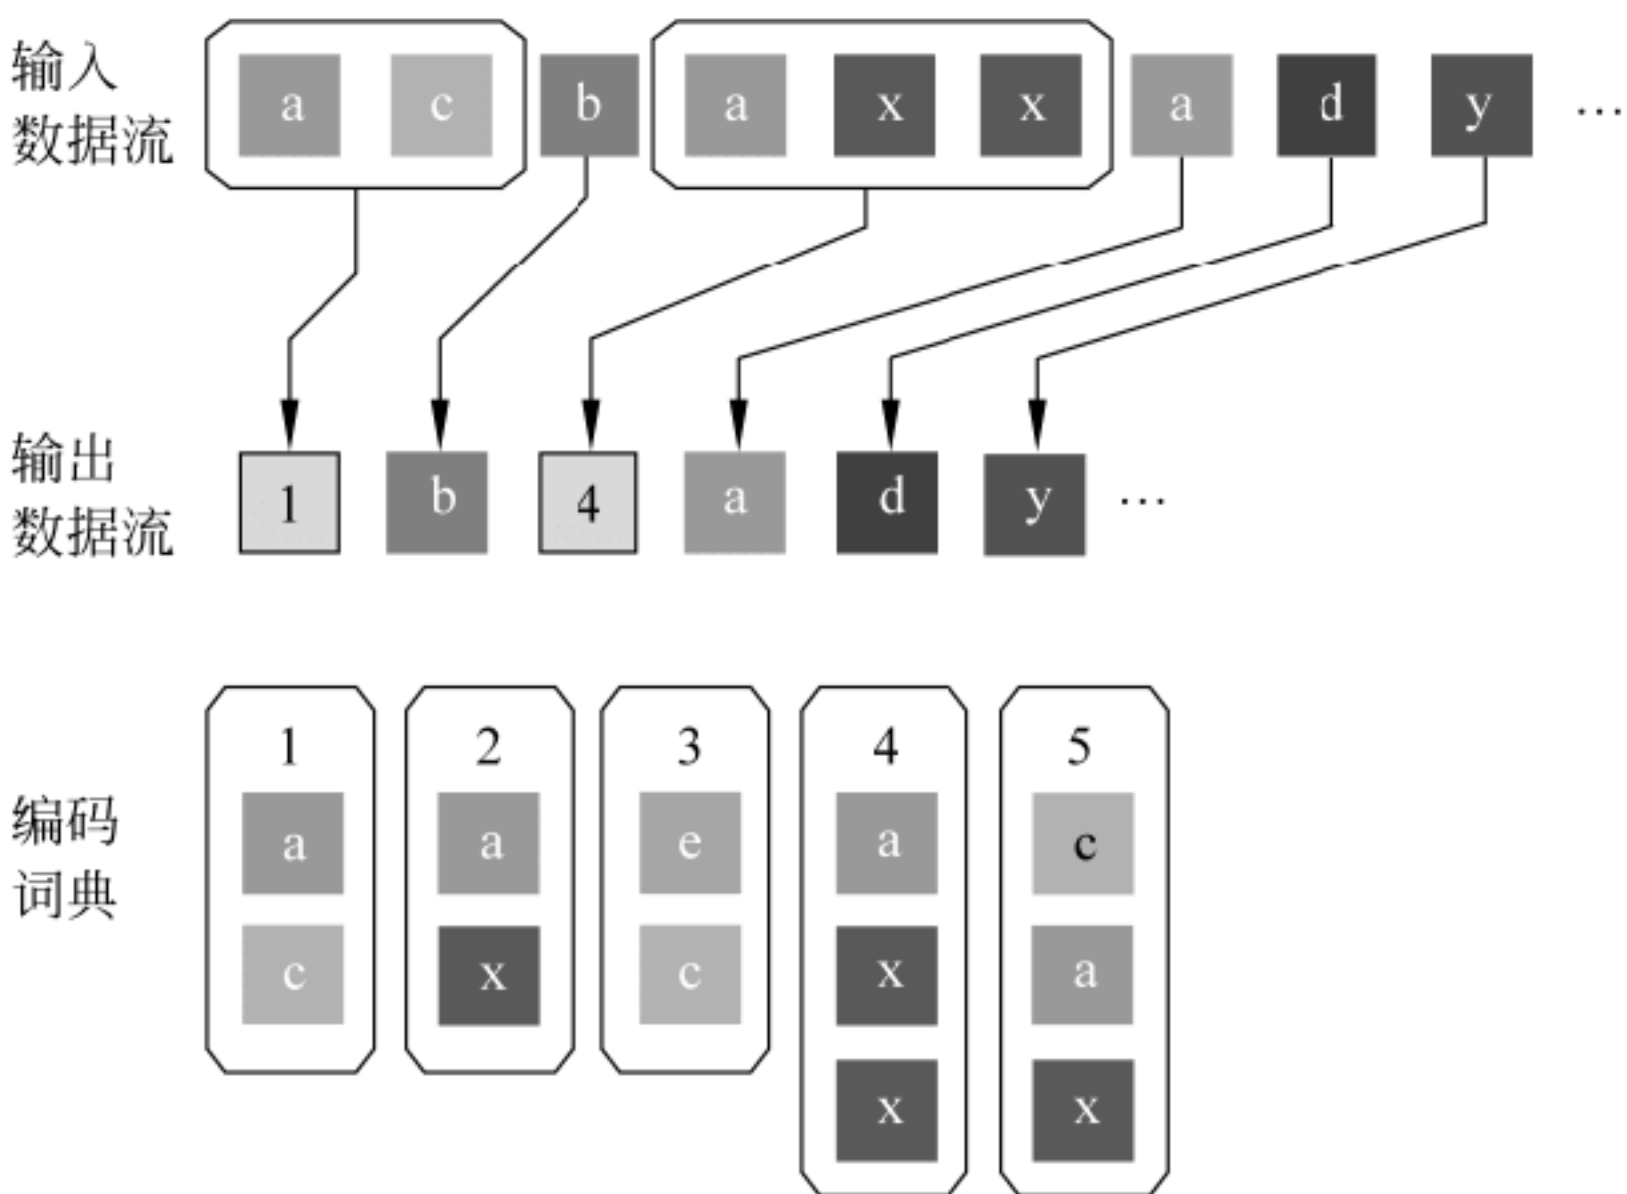 输入
数据流
a c b a x x a d y …
输出
数据流
1 b 4 a d y …
编码
词典
1 2 3 4 5
a a e a c
c x c x a
x x